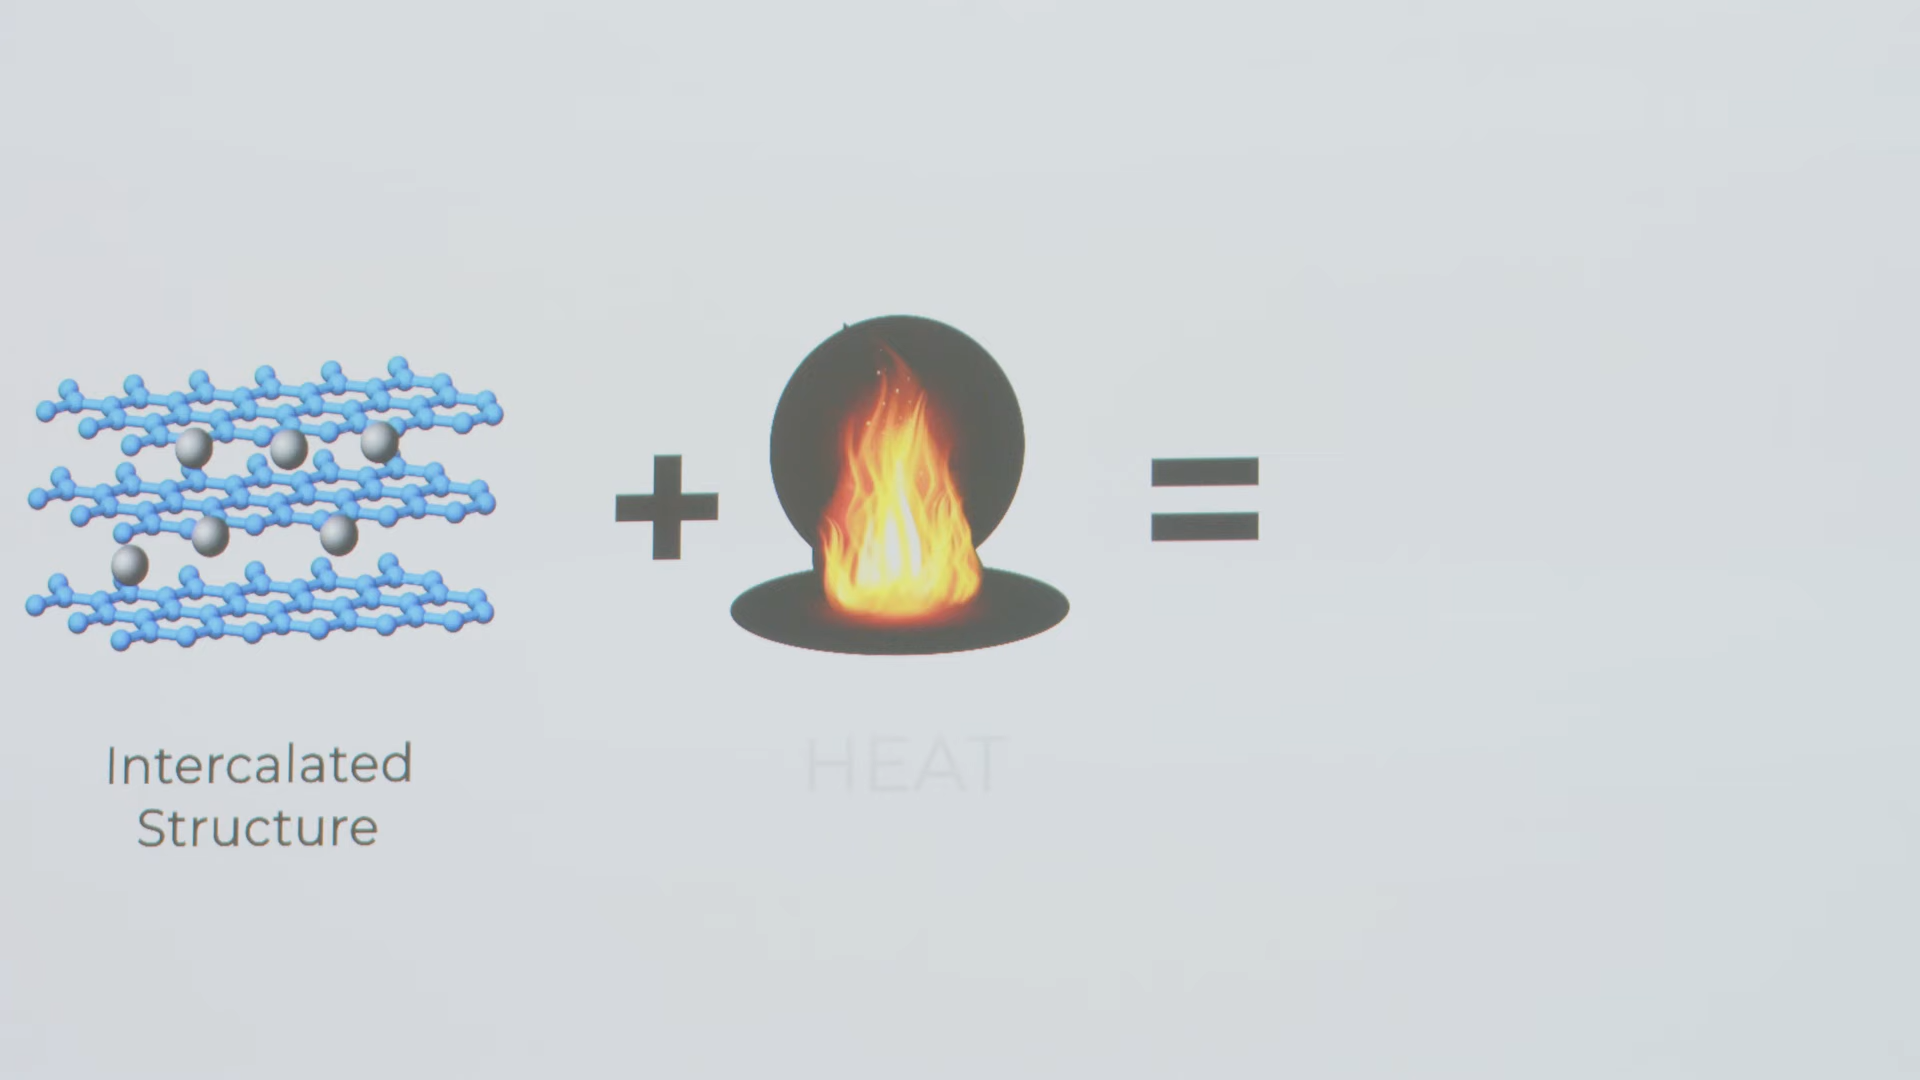 +
=
HEAT
Intercalated
Structure